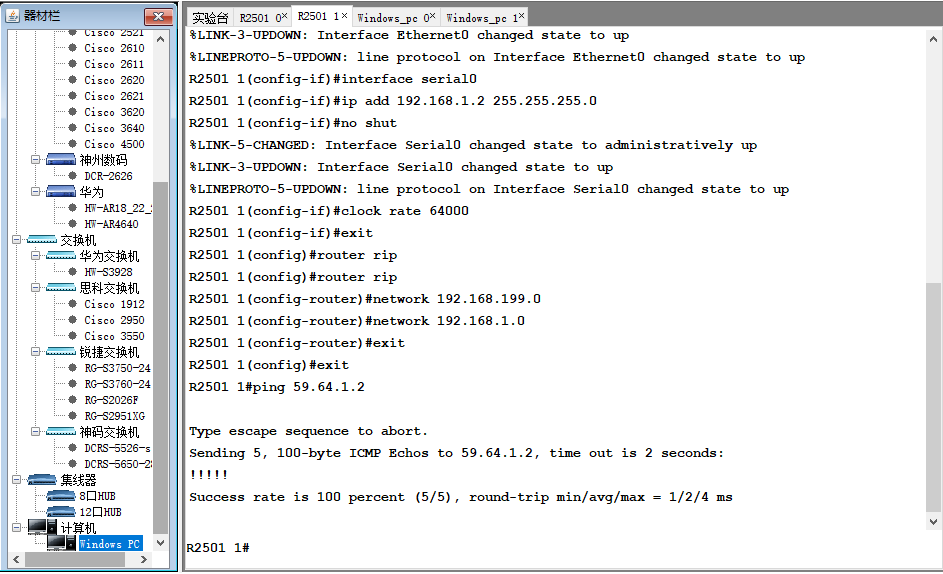 器材栏
Cisco 2521
Cisco 2610
Cisco 2611
Cisco 2620
Cisco 2621
Cisco 3620
Cisco 3640
Cisco 4500
神州数码
DCR-2626
华为
HW-AR18_22_
HW-AR4640
交换机
华为交换机
HW-S3928
思科交换机
Cisco 1912
Cisco 2950
Cisco 3550
锐捷交换机
RG-S3750-24
RG-S3760-24
RG-S2026F
RG-S2951XG
神码交换机
DCRS-5526-s
DCRS-5650-28
集线器
8口HUB
12口HUB
计算机
Windows PC
实验台 R2501 0× R2501 1× Windows_pc 0× Windows_pc 1×
%LINK-3-UPDOWN: Interface Ethernet0 changed state to up
%LINEPROTO-5-UPDOWN: line protocol on Interface Ethernet0 changed state to up
R2501 1(config-if)#interface serial0
R2501 1(config-if)#ip add 192.168.1.2 255.255.255.0
R2501 1(config-if)#no shut
%LINK-5-CHANGED: Interface Serial0 changed state to administratively up
%LINK-3-UPDOWN: Interface Serial0 changed state to up
%LINEPROTO-5-UPDOWN: line protocol on Interface Serial0 changed state to up
R2501 1(config-if)#clock rate 64000
R2501 1(config-if)#exit
R2501 1(config)#router rip
R2501 1(config)#router rip
R2501 1(config-router)#network 192.168.199.0
R2501 1(config-router)#network 192.168.1.0
R2501 1(config-router)#exit
R2501 1(config)#exit
R2501 1#ping 59.64.1.2
Type escape sequence to abort.
Sending 5, 100-byte ICMP Echos to 59.64.1.2, time out is 2 seconds:
!!!!!
Success rate is 100 percent (5/5), round-trip min/avg/max = 1/2/4 ms
R2501 1#